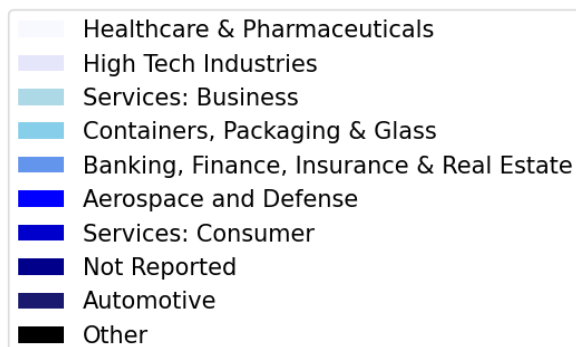 Healthcare & Pharmaceuticals
High Tech Industries
Services: Business
Containers, Packaging & Glass
Banking, Finance, Insurance & Real Estate
Aerospace and Defense
Services: Consumer
Not Reported
Automotive
Other